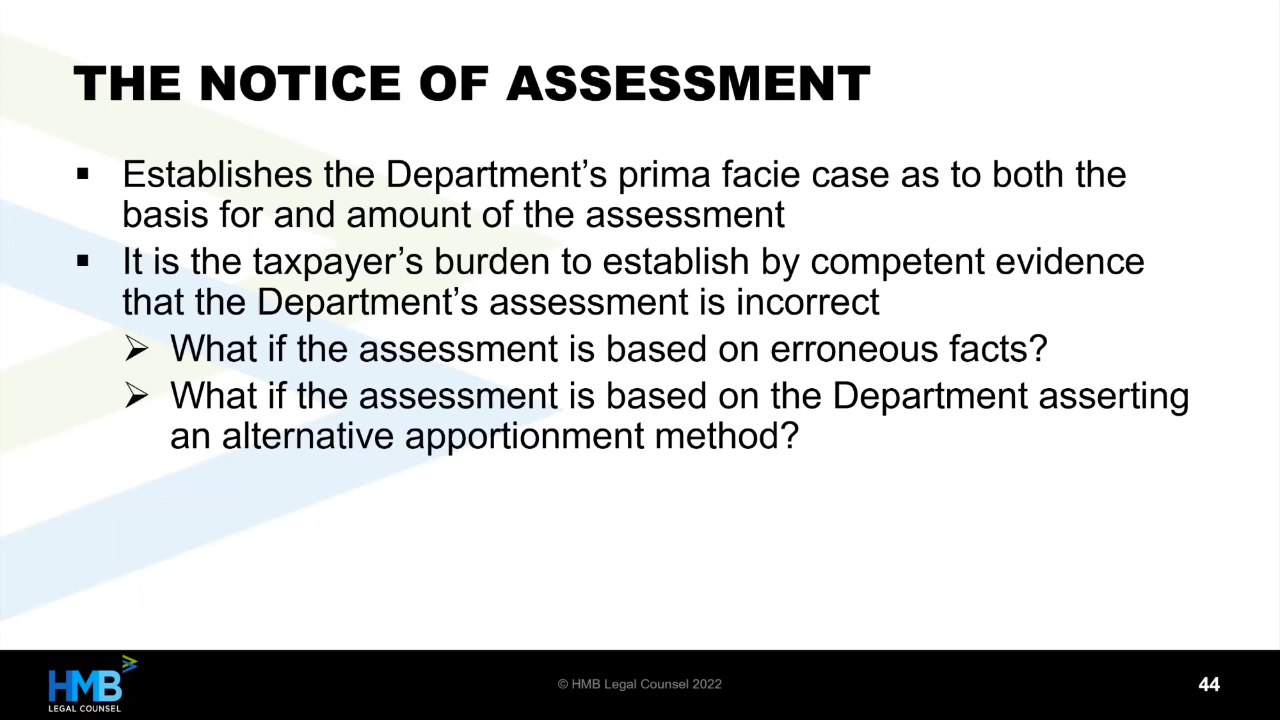 THE NOTICE OF ASSESSMENT
▪ Establishes the Department’s prima facie case as to both the
basis for and amount of the assessment
▪ It is the taxpayer’s burden to establish by competent evidence
that the Department’s assessment is incorrect
➢ What if the assessment is based on erroneous facts?
➢ What if the assessment is based on the Department asserting
an alternative apportionment method?
HMB
LEGAL COUNSEL
© HMB Legal Counsel 2022
44